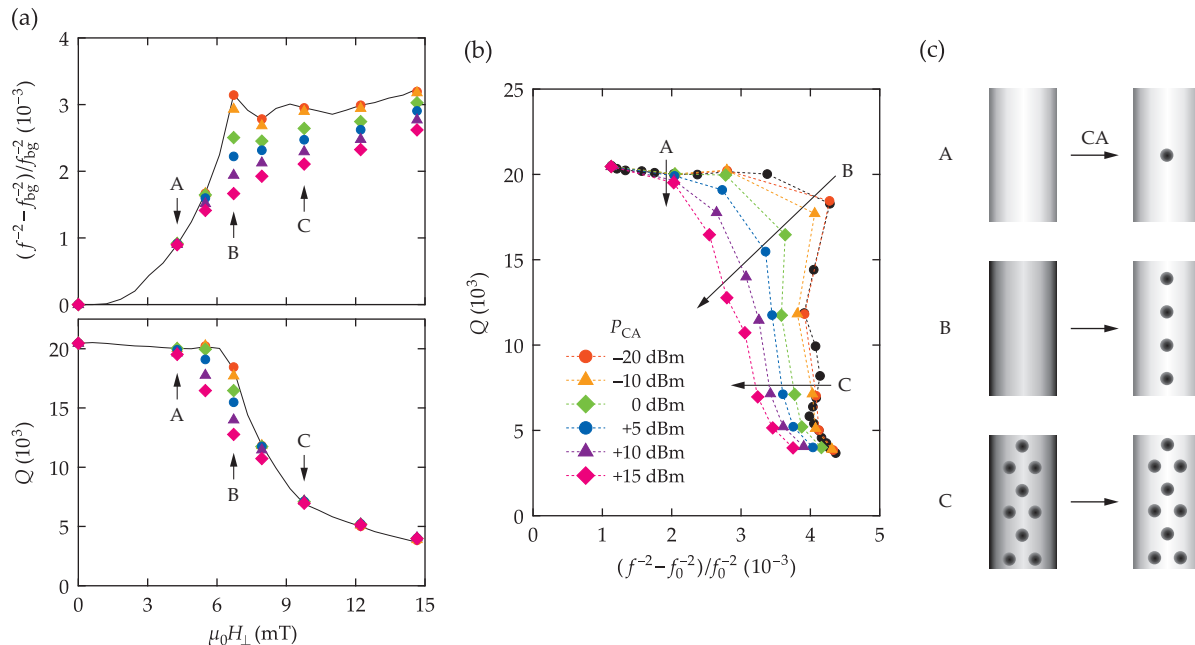 (a)
4
3
2
1
0
(f⁻²−f_bg⁻²)/f_bg⁻² (10⁻³)
A
B
C
20
15
10
5
0
Q (10³)
A
B
C
0 3 6 9 12 15
μ₀H⊥ (mT)
(b)
25
20
15
10
5
0
Q (10³)
A
B
C
P_CA
−20 dBm
−10 dBm
0 dBm
+5 dBm
+10 dBm
+15 dBm
0 1 2 3 4 5
(f⁻²−f₀⁻²)/f₀⁻² (10⁻³)
(c)
A CA
B
C